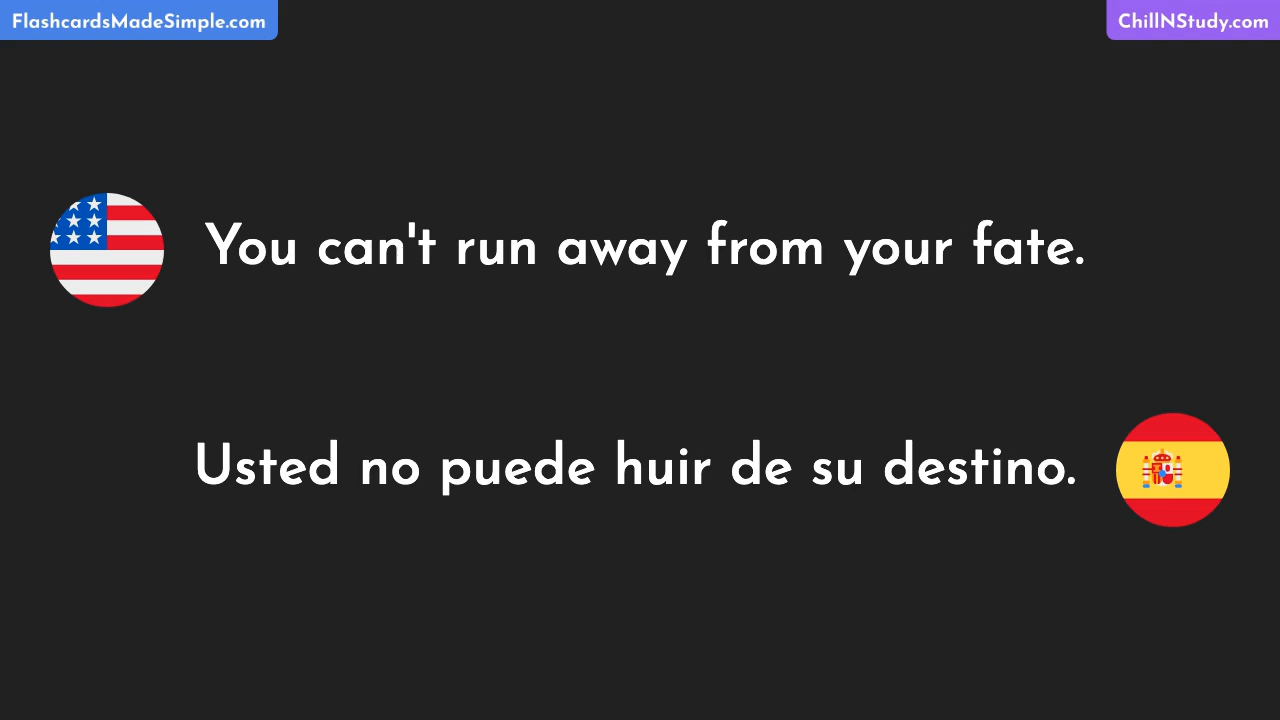 FlashcardsMadeSimple.com
ChillNStudy.com
You can't run away from your fate.
Usted no puede huir de su destino.